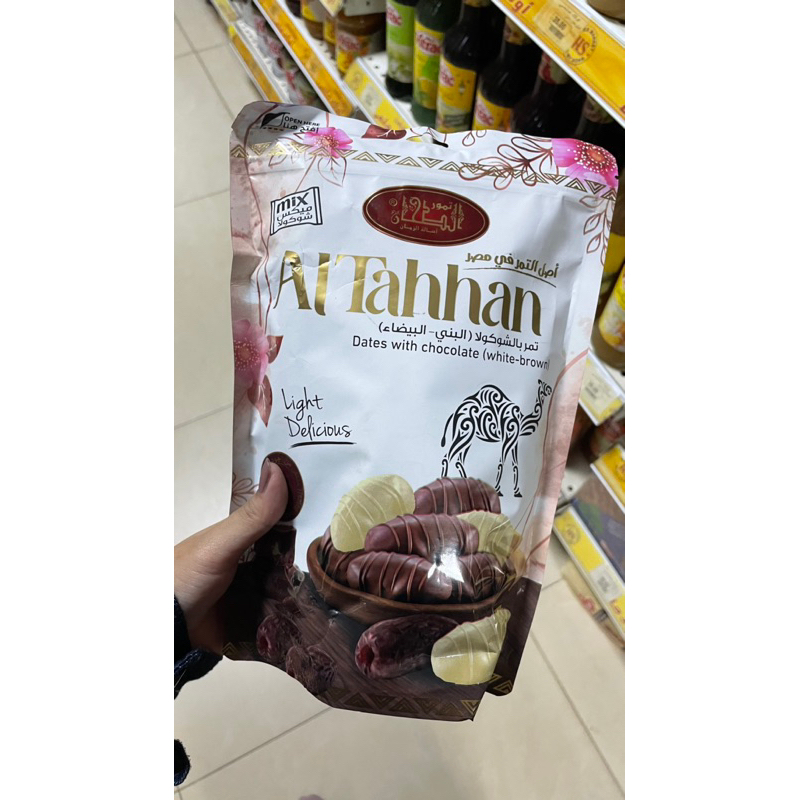 OPEN HERE
افتح هنا
mix
ميكس
شوكولا
تمور
الطحان
أصل التمر في مصر
Al Tahhan
تمر بالشوكولا (البني - البيضاء)
Dates with chocolate (white-brown)
Light
Delicious